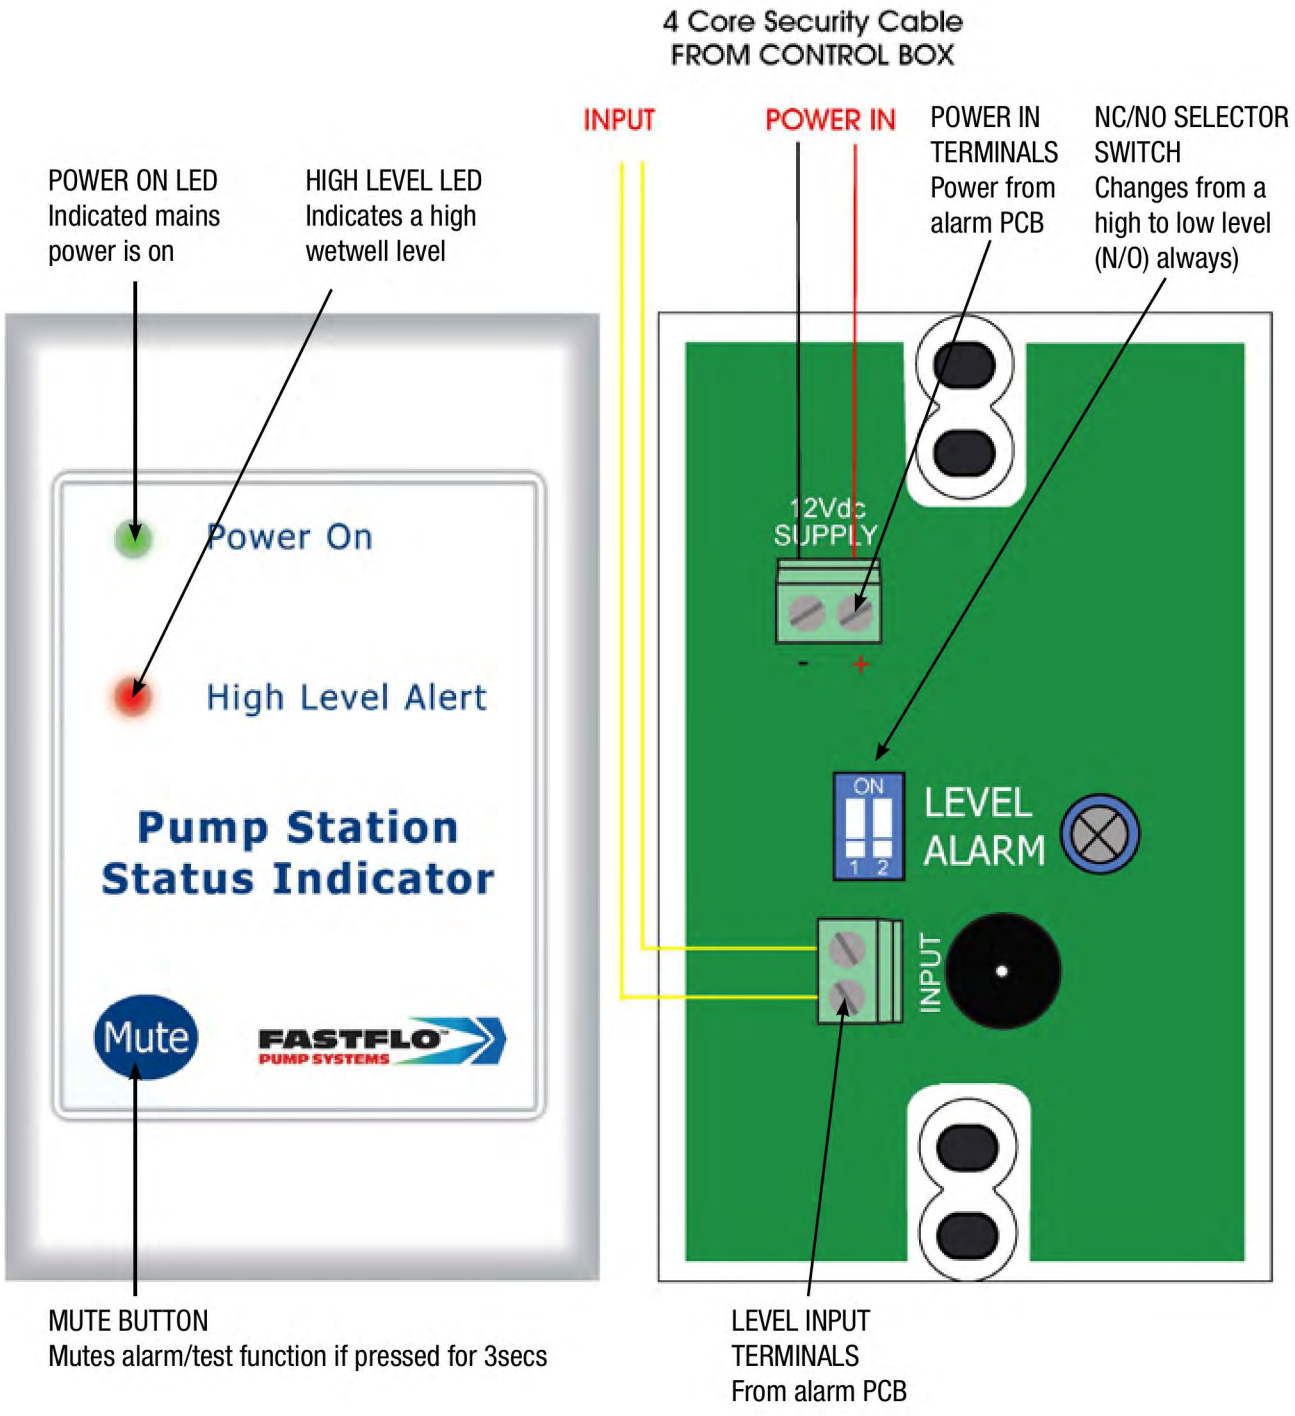 4 Core Security Cable
FROM CONTROL BOX
INPUT
POWER IN
POWER IN
TERMINALS
Power from
alarm PCB
NC/NO SELECTOR
SWITCH
Changes from a
high to low level
(N/O) always)
POWER ON LED
Indicated mains
power is on
HIGH LEVEL LED
Indicates a high
wetwell level
Power On
High Level Alert
Pump Station
Status Indicator
Mute
FASTFLO™
PUMP SYSTEMS
12Vdc
SUPPLY
- +
ON
1 2
LEVEL
ALARM
INPUT
MUTE BUTTON
Mutes alarm/test function if pressed for 3secs
LEVEL INPUT
TERMINALS
From alarm PCB